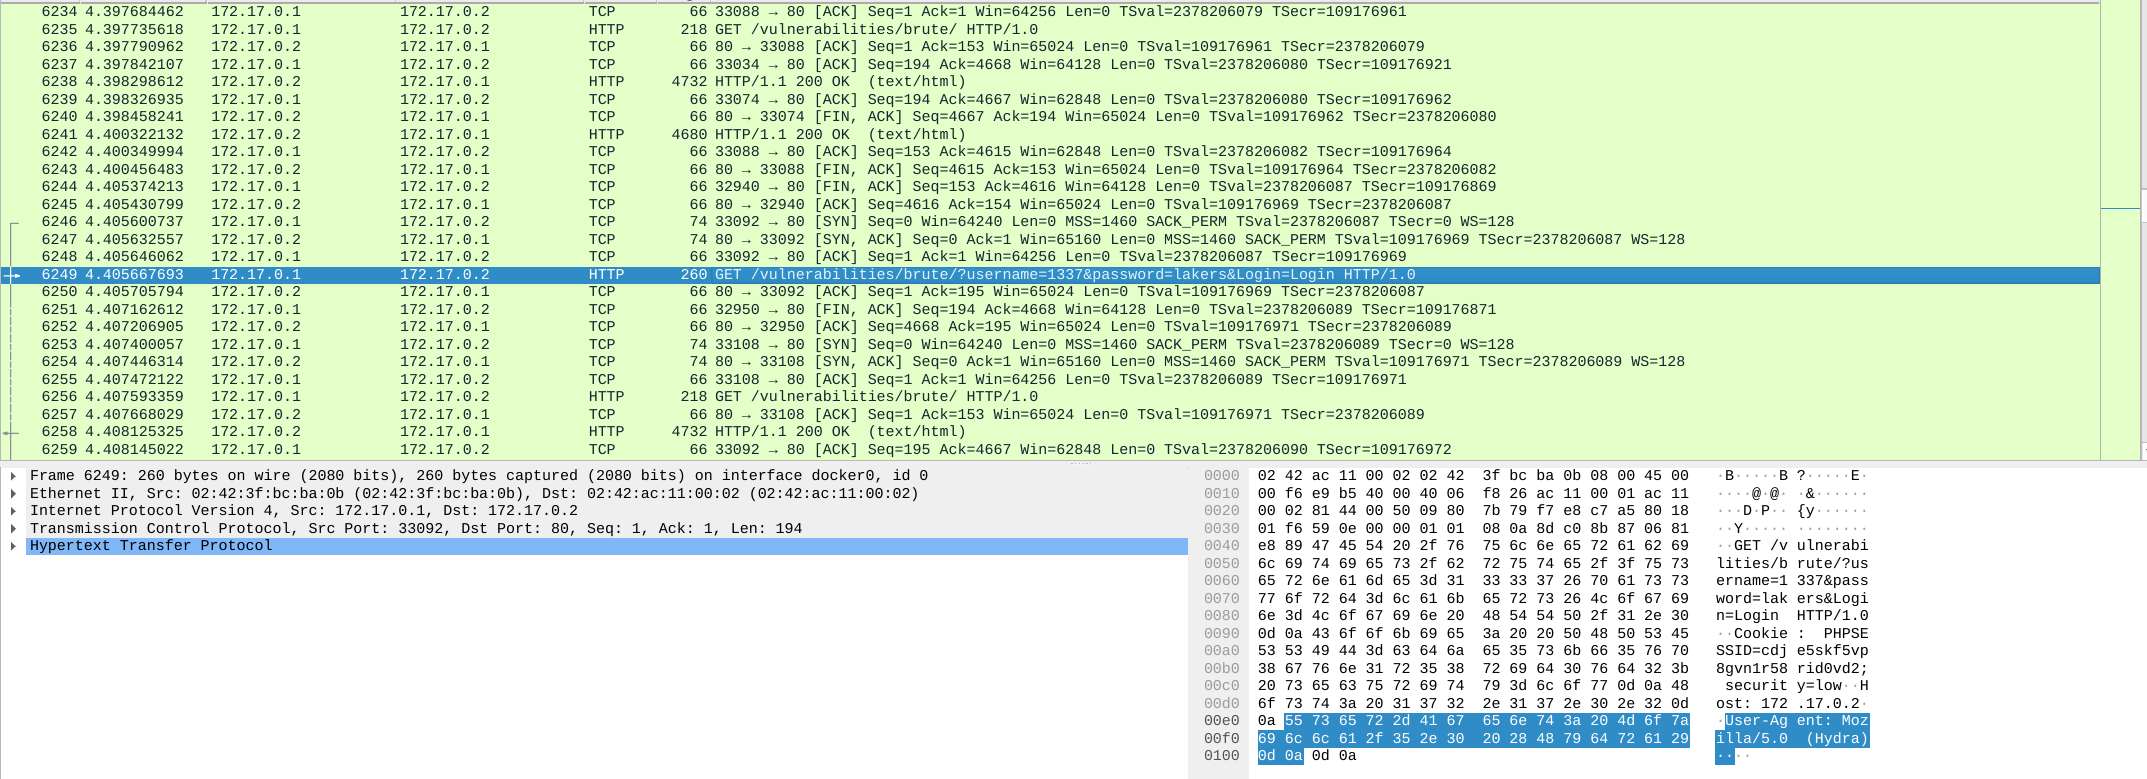 6234 4.397684462 172.17.0.1 172.17.0.2 TCP 66 33088 → 80 [ACK] Seq=1 Ack=1 Win=64256 Len=0 TSval=2378206079 TSecr=109176961
6235 4.397735618 172.17.0.1 172.17.0.2 HTTP 218 GET /vulnerabilities/brute/ HTTP/1.0
6236 4.397790962 172.17.0.2 172.17.0.1 TCP 66 80 → 33088 [ACK] Seq=1 Ack=153 Win=65024 Len=0 TSval=109176961 TSecr=2378206079
6237 4.397842107 172.17.0.1 172.17.0.2 TCP 66 33034 → 80 [ACK] Seq=194 Ack=4668 Win=64128 Len=0 TSval=2378206080 TSecr=109176921
6238 4.398298612 172.17.0.2 172.17.0.1 HTTP 4732 HTTP/1.1 200 OK (text/html)
6239 4.398326935 172.17.0.1 172.17.0.2 TCP 66 33074 → 80 [ACK] Seq=194 Ack=4667 Win=62848 Len=0 TSval=2378206080 TSecr=109176962
6240 4.398458241 172.17.0.2 172.17.0.1 TCP 66 80 → 33074 [FIN, ACK] Seq=4667 Ack=194 Win=65024 Len=0 TSval=109176962 TSecr=2378206080
6241 4.400322132 172.17.0.2 172.17.0.1 HTTP 4680 HTTP/1.1 200 OK (text/html)
6242 4.400349994 172.17.0.1 172.17.0.2 TCP 66 33088 → 80 [ACK] Seq=153 Ack=4615 Win=62848 Len=0 TSval=2378206082 TSecr=109176964
6243 4.400456483 172.17.0.2 172.17.0.1 TCP 66 80 → 33088 [FIN, ACK] Seq=4615 Ack=153 Win=65024 Len=0 TSval=109176964 TSecr=2378206082
6244 4.405374213 172.17.0.1 172.17.0.2 TCP 66 32940 → 80 [FIN, ACK] Seq=153 Ack=4616 Win=64128 Len=0 TSval=2378206087 TSecr=109176869
6245 4.405430799 172.17.0.2 172.17.0.1 TCP 66 80 → 32940 [ACK] Seq=4616 Ack=154 Win=65024 Len=0 TSval=109176969 TSecr=2378206087
6246 4.405600737 172.17.0.1 172.17.0.2 TCP 74 33092 → 80 [SYN] Seq=0 Win=64240 Len=0 MSS=1460 SACK_PERM TSval=2378206087 TSecr=0 WS=128
6247 4.405632557 172.17.0.2 172.17.0.1 TCP 74 80 → 33092 [SYN, ACK] Seq=0 Ack=1 Win=65160 Len=0 MSS=1460 SACK_PERM TSval=109176969 TSecr=2378206087 WS=128
6248 4.405646062 172.17.0.1 172.17.0.2 TCP 66 33092 → 80 [ACK] Seq=1 Ack=1 Win=64256 Len=0 TSval=2378206087 TSecr=109176969
6249 4.405667693 172.17.0.1 172.17.0.2 HTTP 260 GET /vulnerabilities/brute/?username=1337&password=lakers&Login=Login HTTP/1.0
6250 4.405705794 172.17.0.2 172.17.0.1 TCP 66 80 → 33092 [ACK] Seq=1 Ack=195 Win=65024 Len=0 TSval=109176969 TSecr=2378206087
6251 4.407162612 172.17.0.1 172.17.0.2 TCP 66 32950 → 80 [FIN, ACK] Seq=194 Ack=4668 Win=64128 Len=0 TSval=2378206089 TSecr=109176871
6252 4.407206905 172.17.0.2 172.17.0.1 TCP 66 80 → 32950 [ACK] Seq=4668 Ack=195 Win=65024 Len=0 TSval=109176971 TSecr=2378206089
6253 4.407400057 172.17.0.1 172.17.0.2 TCP 74 33108 → 80 [SYN] Seq=0 Win=64240 Len=0 MSS=1460 SACK_PERM TSval=2378206089 TSecr=0 WS=128
6254 4.407446314 172.17.0.2 172.17.0.1 TCP 74 80 → 33108 [SYN, ACK] Seq=0 Ack=1 Win=65160 Len=0 MSS=1460 SACK_PERM TSval=109176971 TSecr=2378206089 WS=128
6255 4.407472122 172.17.0.1 172.17.0.2 TCP 66 33108 → 80 [ACK] Seq=1 Ack=1 Win=64256 Len=0 TSval=2378206089 TSecr=109176971
6256 4.407593359 172.17.0.1 172.17.0.2 HTTP 218 GET /vulnerabilities/brute/ HTTP/1.0
6257 4.407668029 172.17.0.2 172.17.0.1 TCP 66 80 → 33108 [ACK] Seq=1 Ack=153 Win=65024 Len=0 TSval=109176971 TSecr=2378206089
6258 4.408125325 172.17.0.2 172.17.0.1 HTTP 4732 HTTP/1.1 200 OK (text/html)
6259 4.408145022 172.17.0.1 172.17.0.2 TCP 66 33092 → 80 [ACK] Seq=195 Ack=4667 Win=62848 Len=0 TSval=2378206090 TSecr=109176972
Frame 6249: 260 bytes on wire (2080 bits), 260 bytes captured (2080 bits) on interface docker0, id 0
Ethernet II, Src: 02:42:3f:bc:ba:0b (02:42:3f:bc:ba:0b), Dst: 02:42:ac:11:00:02 (02:42:ac:11:00:02)
Internet Protocol Version 4, Src: 172.17.0.1, Dst: 172.17.0.2
Transmission Control Protocol, Src Port: 33092, Dst Port: 80, Seq: 1, Ack: 1, Len: 194
Hypertext Transfer Protocol
0000 02 42 ac 11 00 02 02 42 3f bc ba 0b 08 00 45 00 ·B·····B ?·····E·
0010 00 f6 e9 b5 40 00 40 06 f8 26 ac 11 00 01 ac 11 ····@·@· ·&······
0020 00 02 81 44 00 50 09 80 7b 79 f7 e8 c7 a5 80 18 ···D·P·· {y······
0030 01 f6 59 0e 00 00 01 01 08 0a 8d c0 8b 87 06 81 ··Y····· ········
0040 e8 89 47 45 54 20 2f 76 75 6c 6e 65 72 61 62 69 ··GET /v ulnerabi
0050 6c 69 74 69 65 73 2f 62 72 75 74 65 2f 3f 75 73 lities/b rute/?us
0060 65 72 6e 61 6d 65 3d 31 33 33 37 26 70 61 73 73 ername=1 337&pass
0070 77 6f 72 64 3d 6c 61 6b 65 72 73 26 4c 6f 67 69 word=lak ers&Logi
0080 6e 3d 4c 6f 67 69 6e 20 48 54 54 50 2f 31 2e 30 n=Login HTTP/1.0
0090 0d 0a 43 6f 6f 6b 69 65 3a 20 20 50 48 50 53 45 ··Cookie : PHPSE
00a0 53 53 49 44 3d 63 64 6a 65 35 73 6b 66 35 76 70 SSID=cdj e5skf5vp
00b0 38 67 76 6e 31 72 35 38 72 69 64 30 76 64 32 3b 8gvn1r58 rid0vd2;
00c0 20 73 65 63 75 72 69 74 79 3d 6c 6f 77 0d 0a 48 securit y=low··H
00d0 6f 73 74 3a 20 31 37 32 2e 31 37 2e 30 2e 32 0d ost: 172 .17.0.2·
00e0 0a 55 73 65 72 2d 41 67 65 6e 74 3a 20 4d 6f 7a ·User-Ag ent: Moz
00f0 69 6c 6c 61 2f 35 2e 30 20 28 48 79 64 72 61 29 illa/5.0 (Hydra)
0100 0d 0a 0d 0a ····